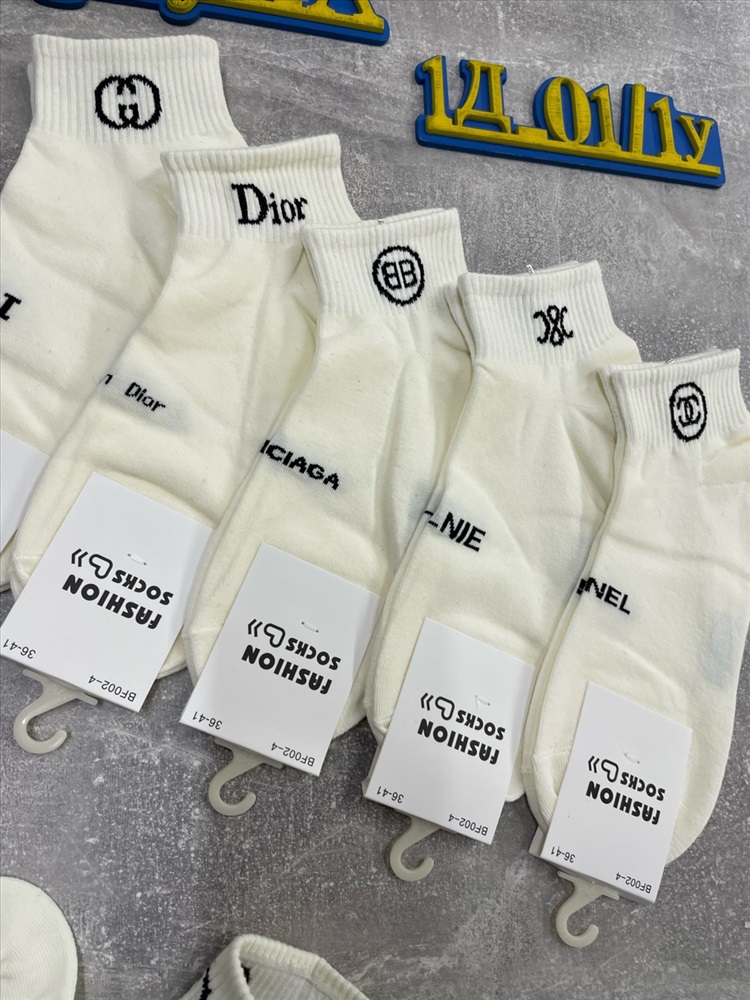 1Д_01/1у
Dior
BB
Dior
CIAGA
NIE
NEL
FASHION
SOCKS
36-41
BF002-4
FASHION
SOCKS
36-41
BF002-4
FASHION
SOCKS
36-41
BF002-4
FASHION
SOCKS
36-41
BF002-4